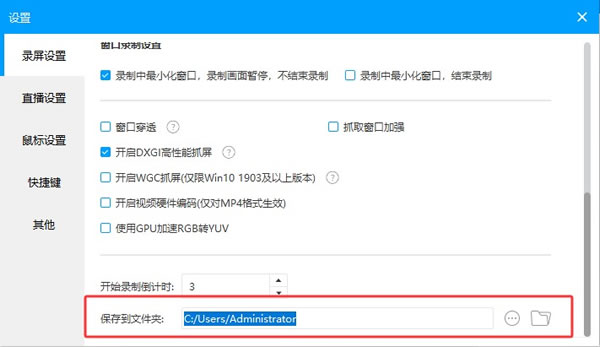 设置
录屏设置
直播设置
鼠标设置
快捷键
其他
窗口录制设置
录制中最小化窗口，录制画面暂停，不结束录制
录制中最小化窗口，结束录制
窗口穿透 ?
抓取窗口加强
开启DXGI高性能抓屏 ?
开启WGC抓屏(仅限Win10 1903及以上版本) ?
开启视频硬件编码(仅对MP4格式生效)
使用GPU加速RGB转YUV
开始录制倒计时: 3
保存到文件夹: C:/Users/Administrator